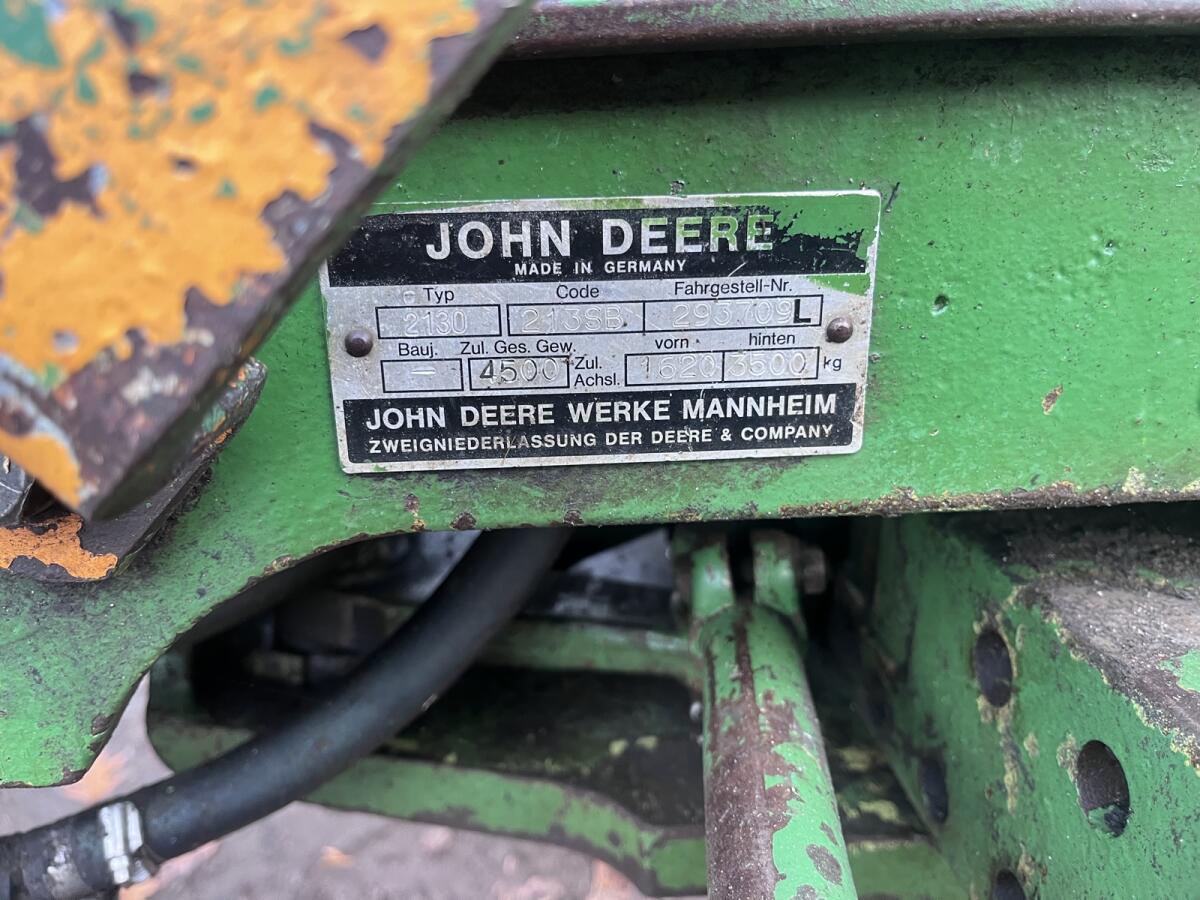 JOHN DEERE
MADE IN GERMANY
Typ Code Fahrgestell-Nr.
2130 213SB 293709L
Bauj. Zul. Ges. Gew. vorn hinten
– 4500 Zul. Achsl. 1620 3500 kg
JOHN DEERE WERKE MANNHEIM
ZWEIGNIEDERLASSUNG DER DEERE & COMPANY